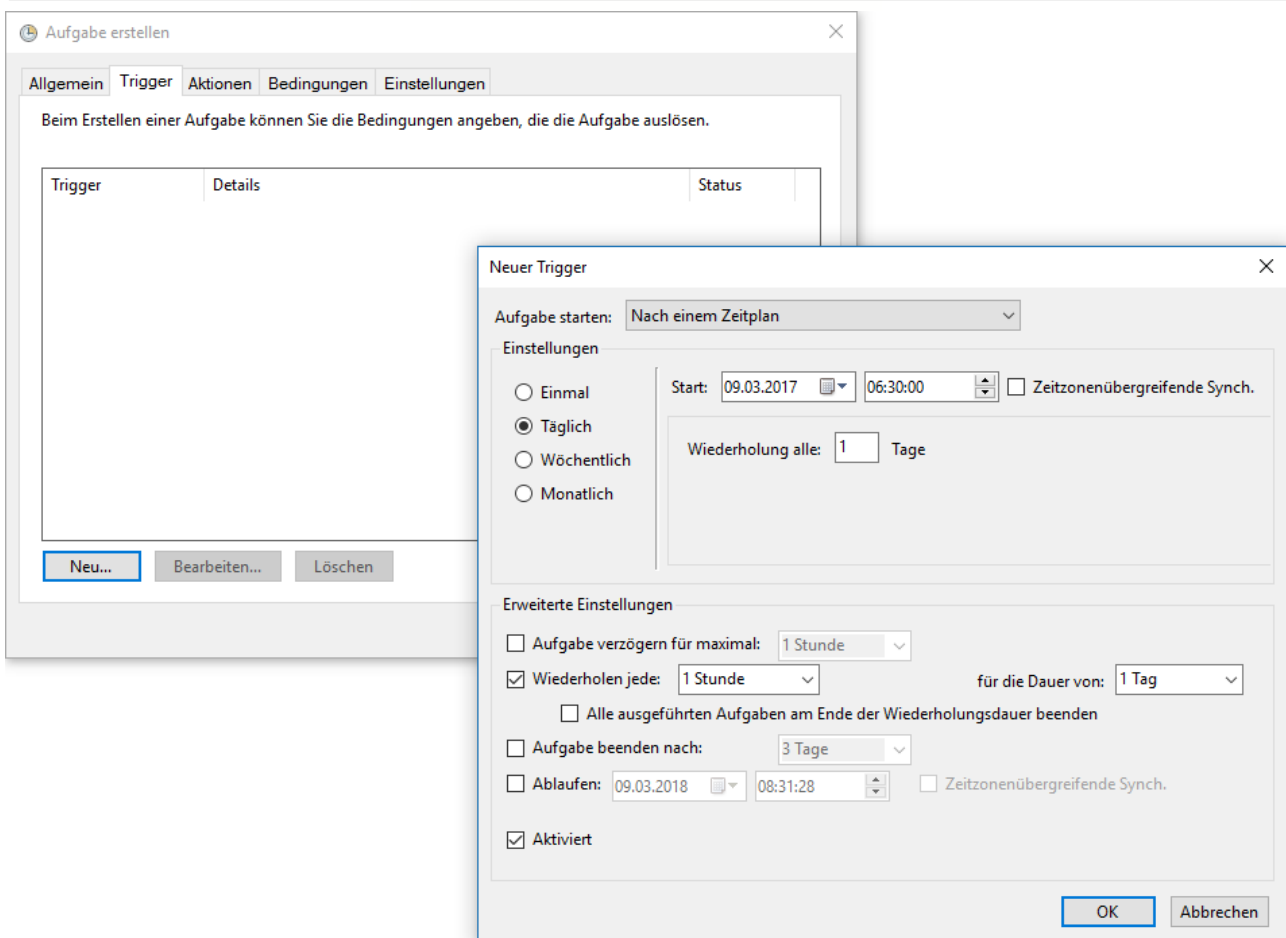 Aufgabe erstellen
Allgemein Trigger Aktionen Bedingungen Einstellungen
Beim Erstellen einer Aufgabe können Sie die Bedingungen angeben, die die Aufgabe auslösen.
Trigger Details Status
Neu... Bearbeiten... Löschen
Neuer Trigger
Aufgabe starten: Nach einem Zeitplan
Einstellungen
Einmal
Täglich
Wöchentlich
Monatlich
Start: 09.03.2017 06:30:00 Zeitzonenübergreifende Synch.
Wiederholung alle: 1 Tage
Erweiterte Einstellungen
Aufgabe verzögern für maximal: 1 Stunde
Wiederholen jede: 1 Stunde für die Dauer von: 1 Tag
Alle ausgeführten Aufgaben am Ende der Wiederholungsdauer beenden
Aufgabe beenden nach: 3 Tage
Ablaufen: 09.03.2018 08:31:28 Zeitzonenübergreifende Synch.
Aktiviert
OK Abbrechen